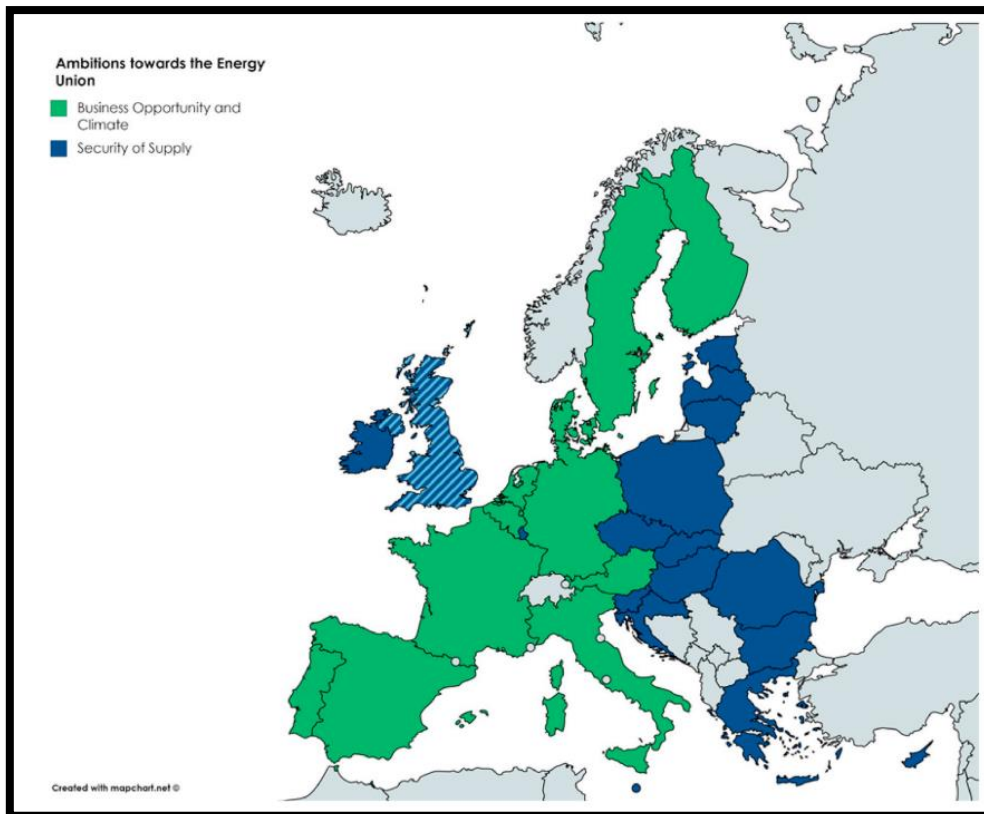 Ambitions towards the Energy
Union
Business Opportunity and
Climate
Security of Supply
Created with mapchart.net ©